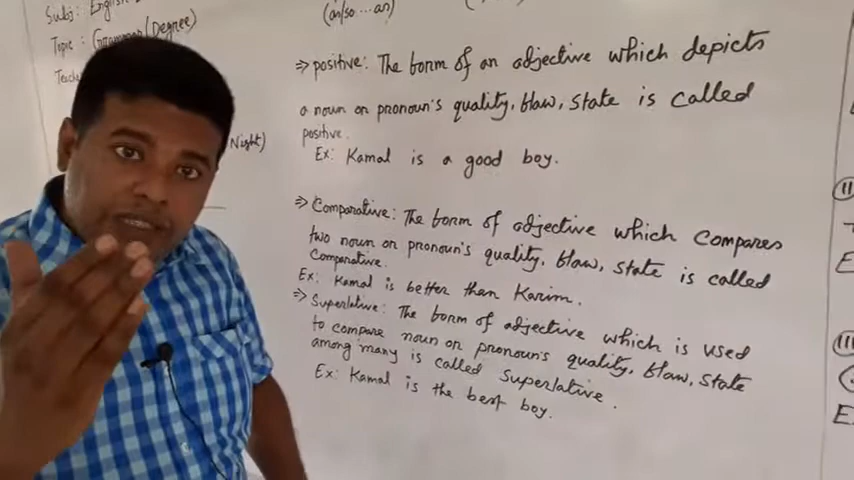 Subj: English
Topic: Grammar (Degree
(as/so...as)
Night)
⇒ positive: The form of an adjective which depicts
a noun or pronoun's quality, flaw, State is called
positive.
Ex: Kamal is a good boy.
⇒ Comparative: The form of adjective which compares
two noun or pronoun's quality, flaw, State is called
Comparative.
Ex: Kamal is better than Karim.
⇒ Superlative: The form of adjective which is used
to compare noun or pronoun's quality, flaw, State
among many is called Superlative.
Ex: Kamal is the best boy.
(II
(III
E